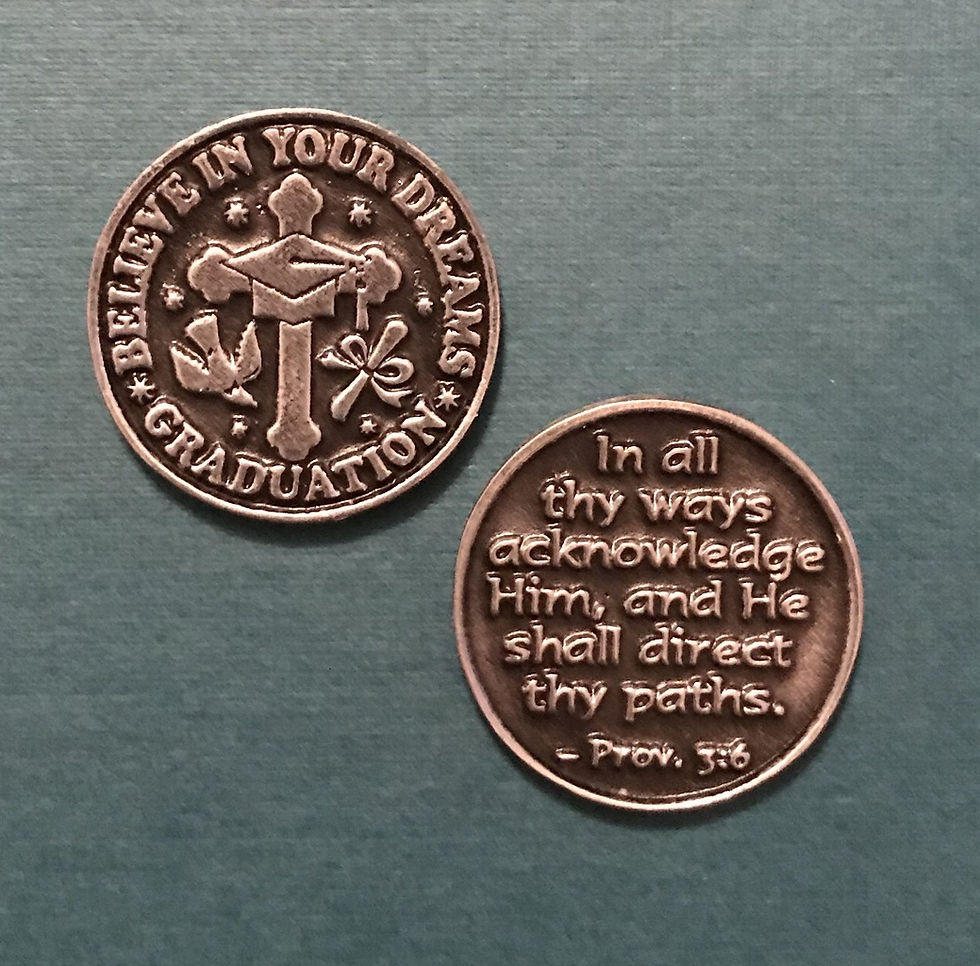 BELIEVE IN YOUR DREAMS
GRADUATION
In all
thy ways
acknowledge
Him, and He
shall direct
thy paths.
– Prov. 3:6